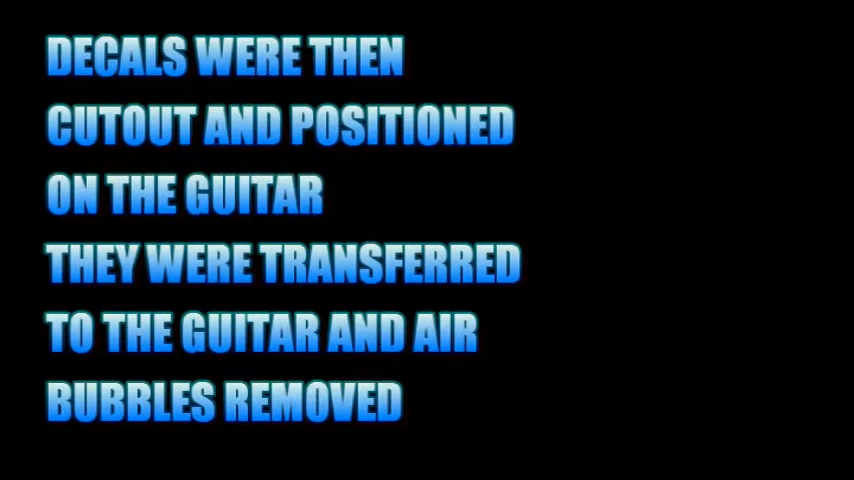 DECALS WERE THEN
CUTOUT AND POSITIONED
ON THE GUITAR
THEY WERE TRANSFERRED
TO THE GUITAR AND AIR
BUBBLES REMOVED